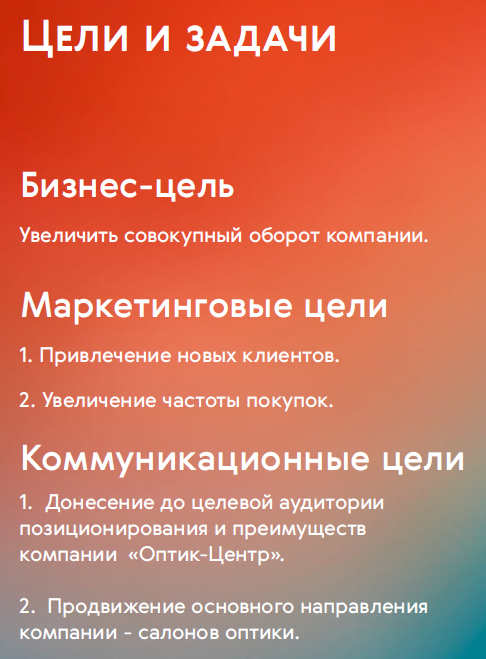 Цели и задачи
Бизнес-цель
Увеличить совокупный оборот компании.
Маркетинговые цели
1. Привлечение новых клиентов.
2. Увеличение частоты покупок.
Коммуникационные цели
1. Донесение до целевой аудитории
позиционирования и преимуществ
компании «Оптик-Центр».
2. Продвижение основного направления
компании - салонов оптики.